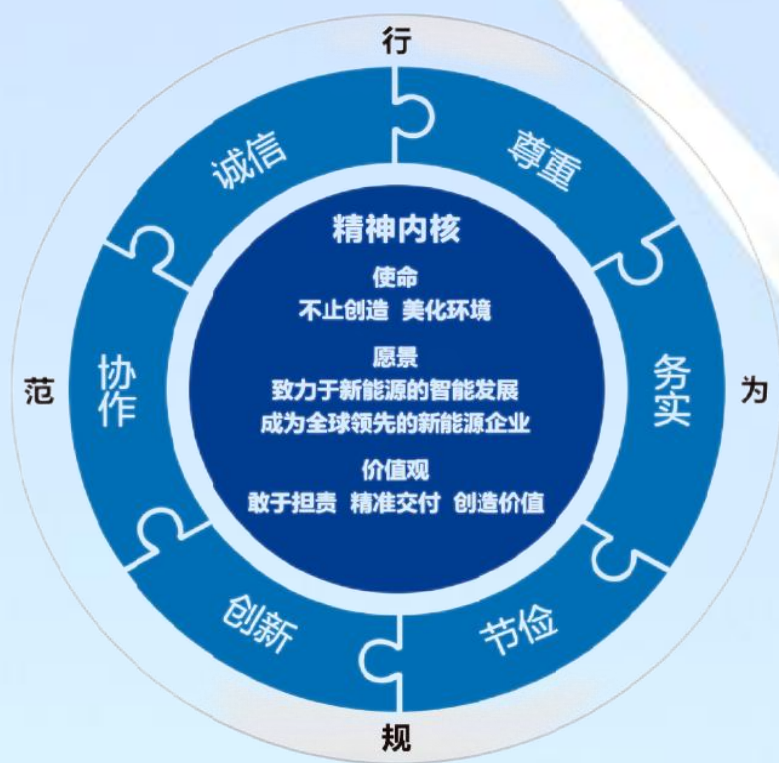 行
诚信
尊重
精神内核
使命
不止创造 美化环境
愿景
致力于新能源的智能发展
成为全球领先的新能源企业
价值观
敢于担责 精准交付 创造价值
范
协作
务实
为
创新
节俭
规